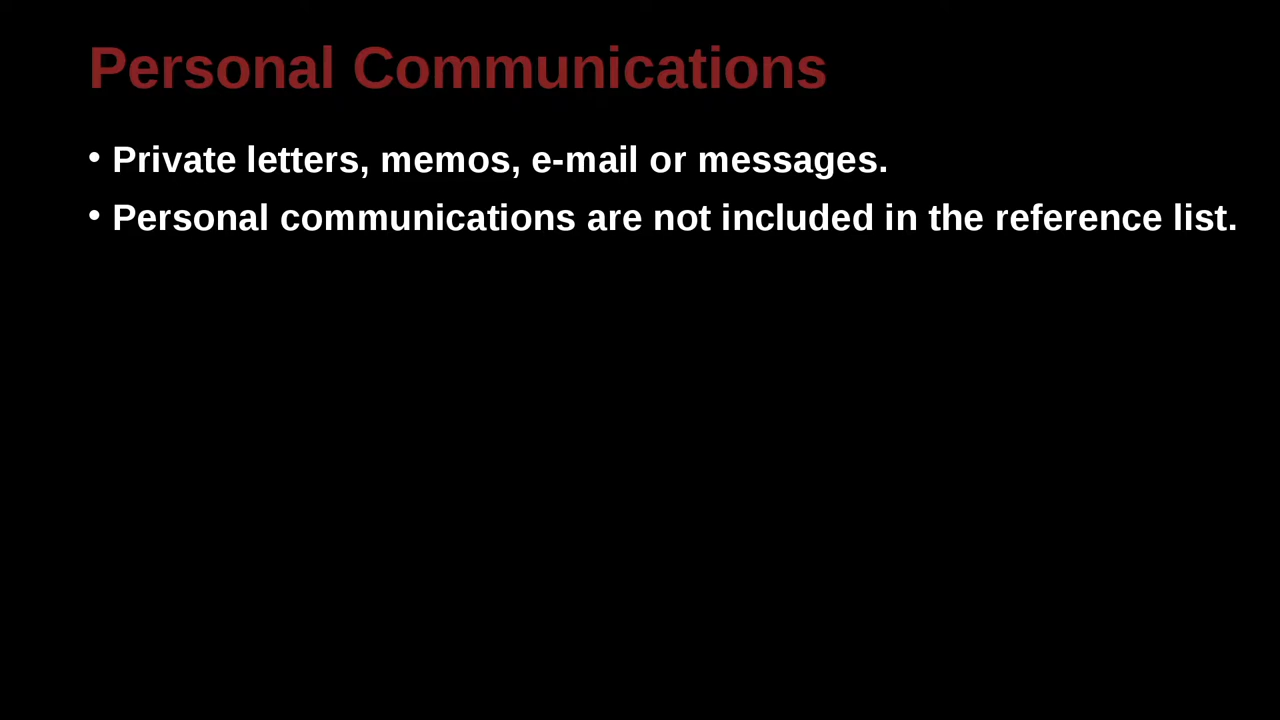 Personal Communications
• Private letters, memos, e-mail or messages.
• Personal communications are not included in the reference list.